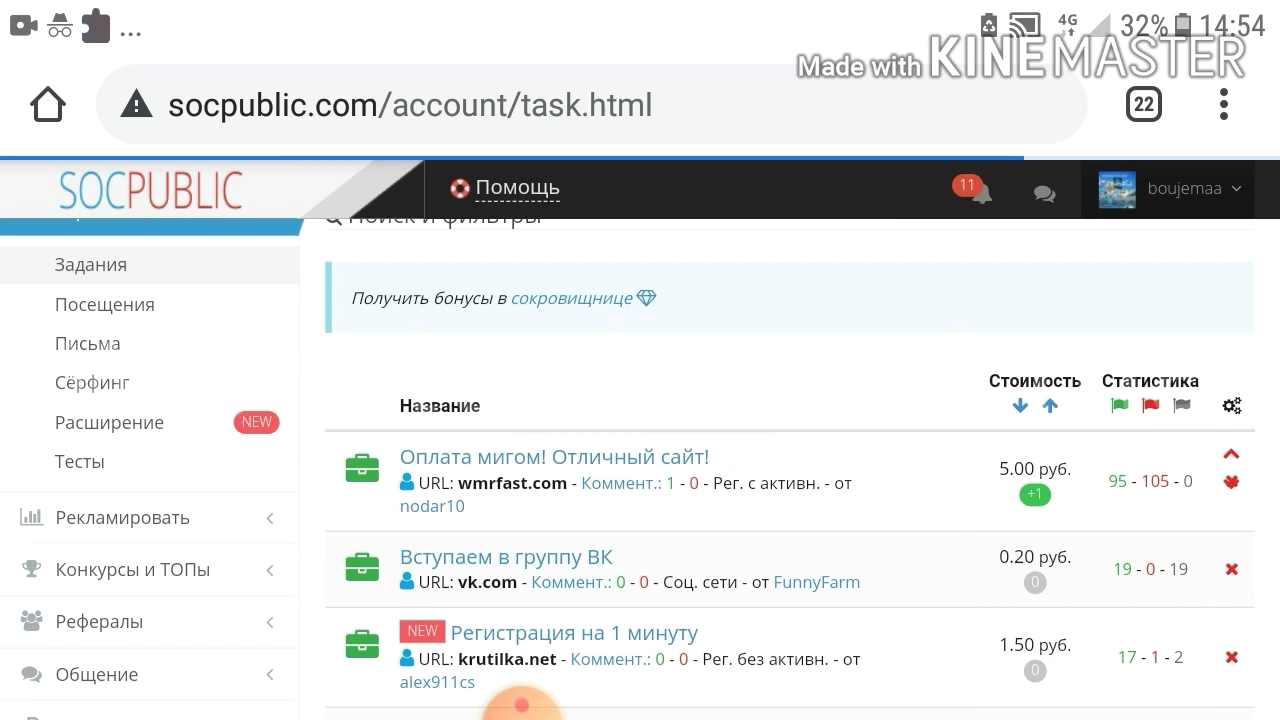 ...
4G 32% 14:54
Made with KINEMASTER
socpublic.com/account/task.html
22
SOCPUBLIC
Помощь
11
boujemaa
Поиск и фильтры
Задания
Посещения
Письма
Сёрфинг
Расширение NEW
Тесты
Рекламировать
Конкурсы и ТОПы
Рефералы
Общение
Получить бонусы в сокровищнице
Название
Стоимость
Статистика
Оплата мигом! Отличный сайт!
URL: wmrfast.com - Коммент.: 1 - 0 - Рег. с активн. - от
nodar10
5.00 руб.
+1
95 - 105 - 0
Вступаем в группу ВК
URL: vk.com - Коммент.: 0 - 0 - Соц. сети - от FunnyFarm
0.20 руб.
0
19 - 0 - 19
NEW Регистрация на 1 минуту
URL: krutilka.net - Коммент.: 0 - 0 - Рег. без активн. - от
alex911cs
1.50 руб.
0
17 - 1 - 2